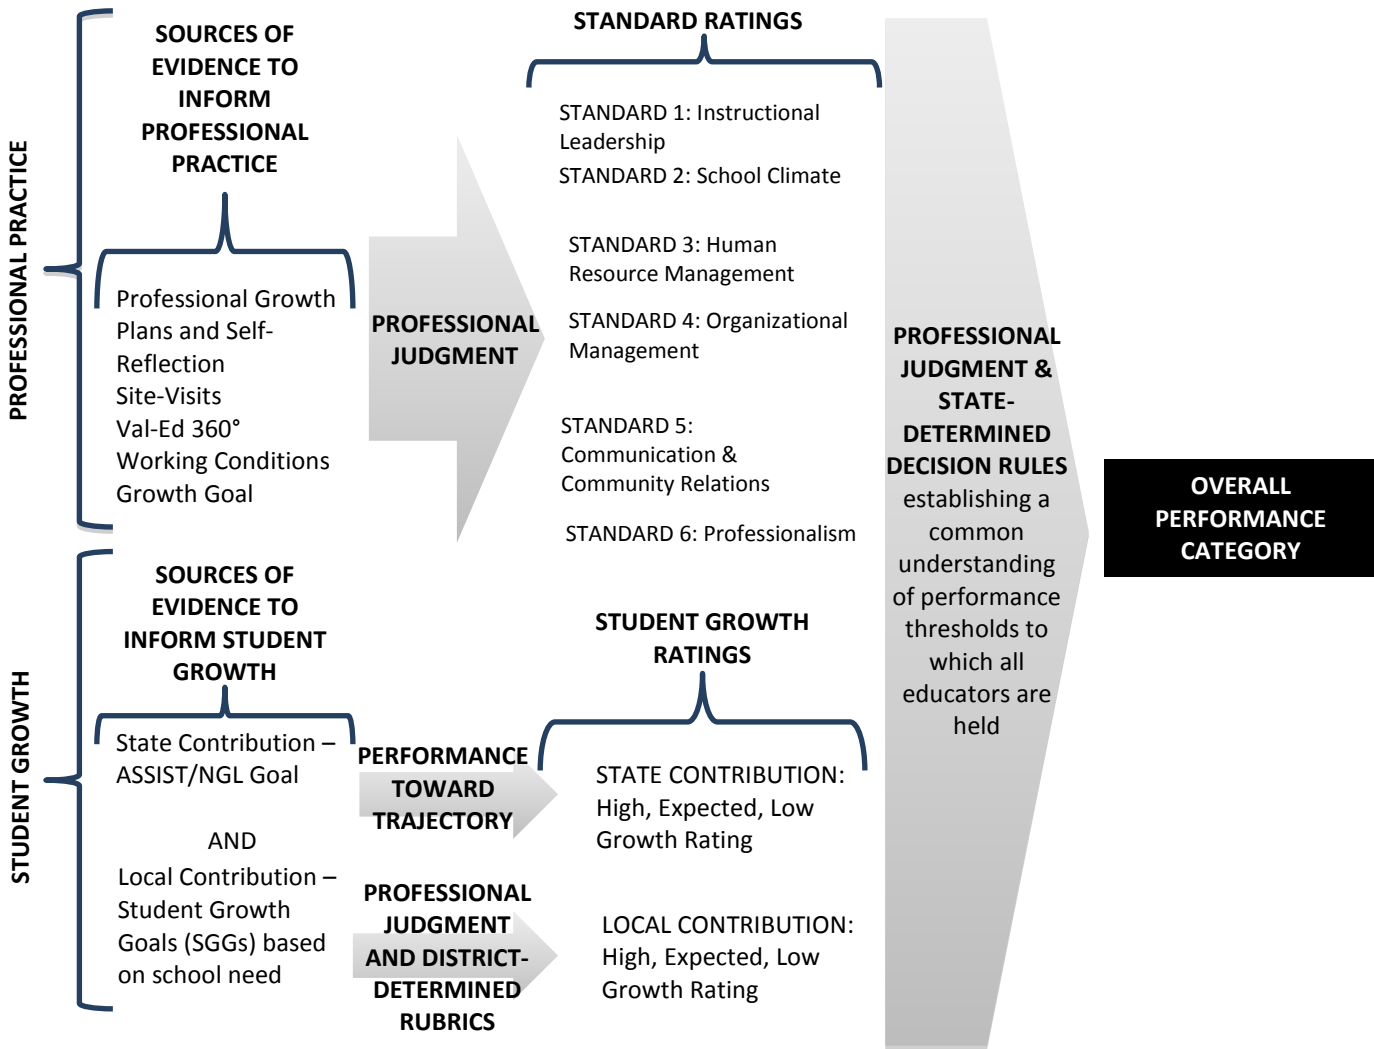 PROFESSIONAL PRACTICE
SOURCES OF
EVIDENCE TO
INFORM
PROFESSIONAL
PRACTICE
Professional Growth
Plans and Self-
Reflection
Site-Visits
Val-Ed 360°
Working Conditions
Growth Goal
PROFESSIONAL
JUDGMENT
STANDARD RATINGS
STANDARD 1: Instructional
Leadership
STANDARD 2: School Climate
STANDARD 3: Human
Resource Management
STANDARD 4: Organizational
Management
STANDARD 5:
Communication &
Community Relations
STANDARD 6: Professionalism
STUDENT GROWTH
SOURCES OF
EVIDENCE TO
INFORM STUDENT
GROWTH
State Contribution –
ASSIST/NGL Goal
AND
Local Contribution –
Student Growth
Goals (SGGs) based
on school need
PERFORMANCE
TOWARD
TRAJECTORY
PROFESSIONAL
JUDGMENT
AND DISTRICT-
DETERMINED
RUBRICS
STUDENT GROWTH
RATINGS
STATE CONTRIBUTION:
High, Expected, Low
Growth Rating
LOCAL CONTRIBUTION:
High, Expected, Low
Growth Rating
PROFESSIONAL
JUDGMENT &
STATE-
DETERMINED
DECISION RULES
establishing a
common
understanding
of performance
thresholds to
which all
educators are
held
OVERALL
PERFORMANCE
CATEGORY